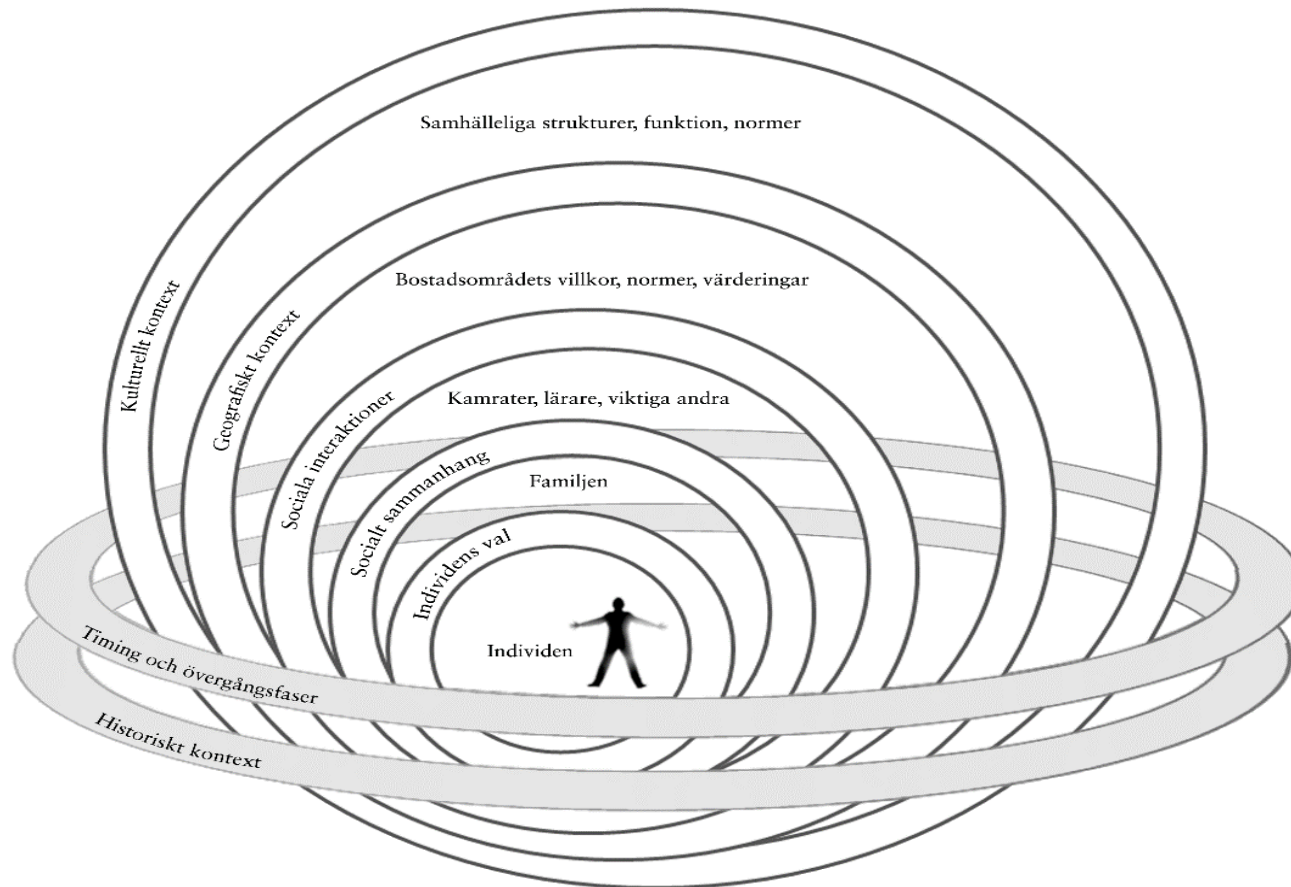 Samhälleliga strukturer, funktion, normer
Kulturellt kontext
Bostadsområdets villkor, normer, värderingar
Geografiskt kontext
Kamrater, lärare, viktiga andra
Sociala interaktioner
Familjen
Socialt sammanhang
Individens val
Individen
Timing och övergångsfaser
Historiskt kontext